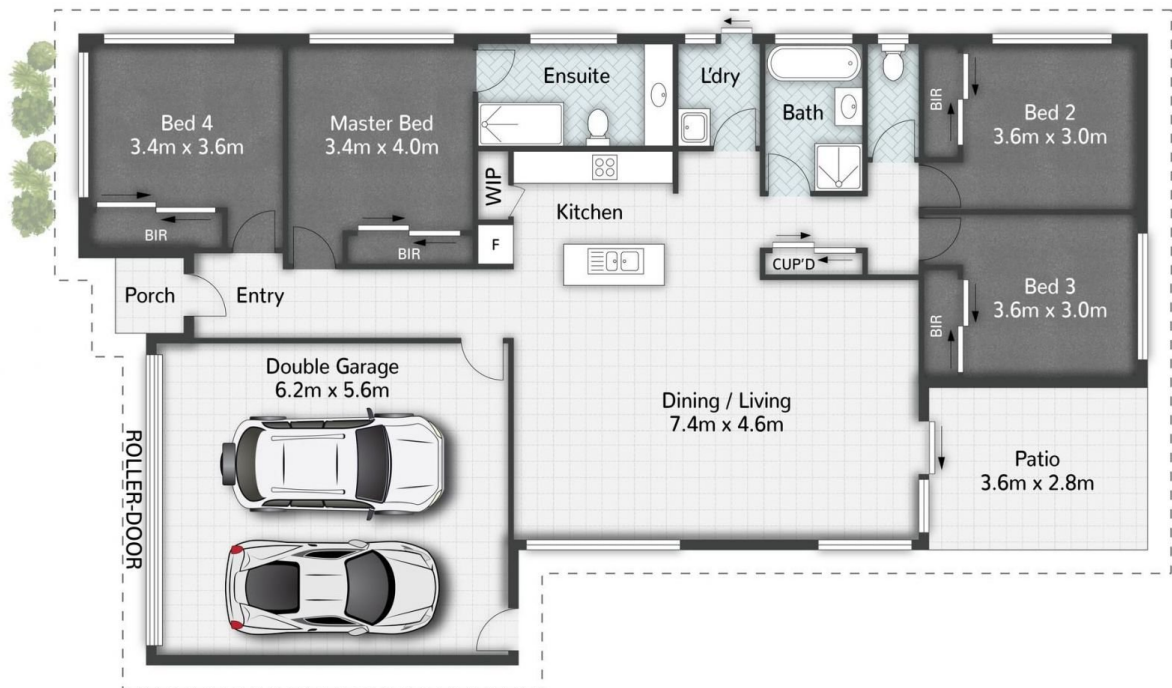 Bed 4
3.4m x 3.6m
BIR
Master Bed
3.4m x 4.0m
BIR
Ensuite
WIP
F
Kitchen
L'dry
Bath
CUP'D
BIR
Bed 2
3.6m x 3.0m
BIR
Bed 3
3.6m x 3.0m
Porch
Entry
Double Garage
6.2m x 5.6m
ROLLER-DOOR
Dining / Living
7.4m x 4.6m
Patio
3.6m x 2.8m